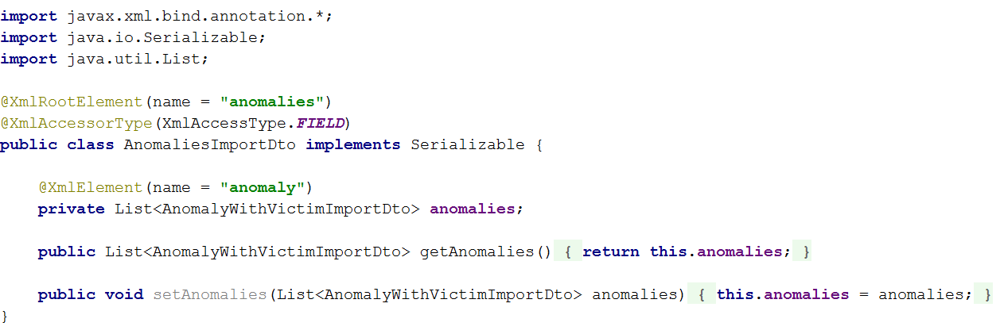 import javax.xml.bind.annotation.*;
import java.io.Serializable;
import java.util.List;

@XmlRootElement(name = "anomalies")
@XmlAccessorType(XmlAccessType.FIELD)
public class AnomaliesImportDto implements Serializable {

    @XmlElement(name = "anomaly")
    private List<AnomalyWithVictimImportDto> anomalies;

    public List<AnomalyWithVictimImportDto> getAnomalies() { return this.anomalies; }

    public void setAnomalies(List<AnomalyWithVictimImportDto> anomalies) { this.anomalies = anomalies; }
}